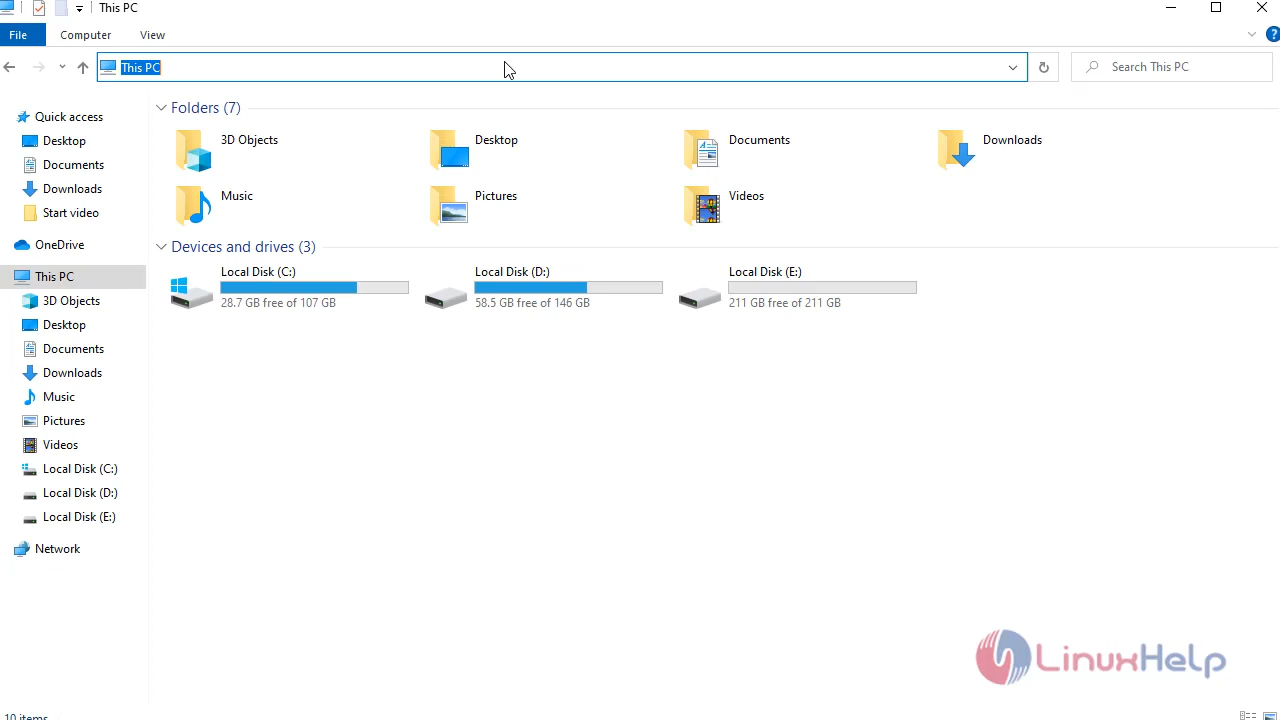 This PC
File Computer View
This PC
Search This PC
Quick access
Desktop
Documents
Downloads
Start video
OneDrive
This PC
3D Objects
Desktop
Documents
Downloads
Music
Pictures
Videos
Local Disk (C:)
Local Disk (D:)
Local Disk (E:)
Network
Folders (7)
3D Objects
Desktop
Documents
Downloads
Music
Pictures
Videos
Devices and drives (3)
Local Disk (C:)
28.7 GB free of 107 GB
Local Disk (D:)
58.5 GB free of 146 GB
Local Disk (E:)
211 GB free of 211 GB
LinuxHelp
10 items